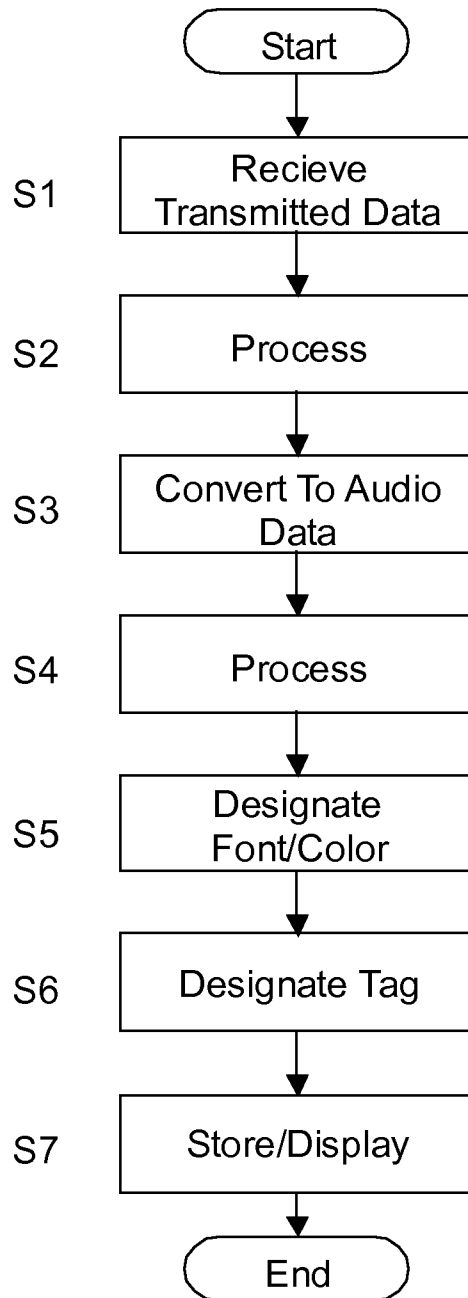 Start
S1
Recieve
Transmitted Data
S2
Process
S3
Convert To Audio
Data
S4
Process
S5
Designate
Font/Color
S6
Designate Tag
S7
Store/Display
End